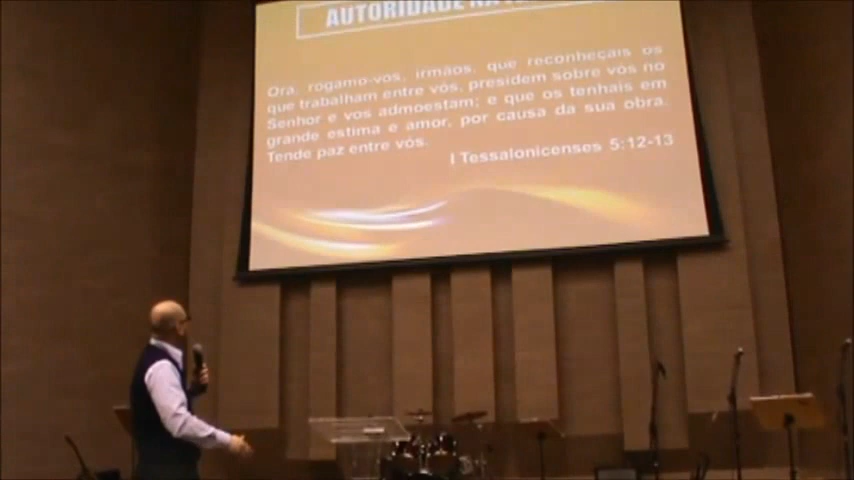 AUTORIDADE NA
Ora, rogamo-vos, irmãos, que reconheçais os
que trabalham entre vós, presidem sobre vós no
Senhor e vos admoestam; e que os tenhais em
grande estima e amor, por causa da sua obra.
Tende paz entre vós.
I Tessalonicenses 5:12-13